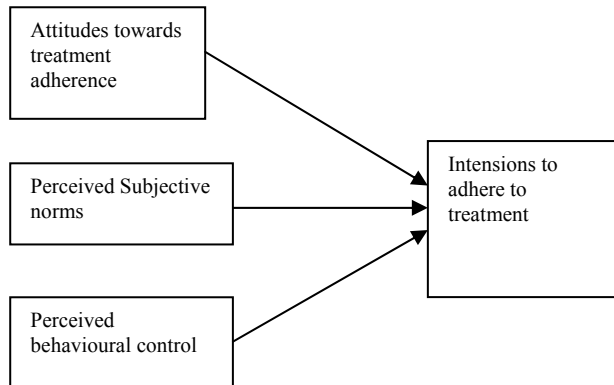 Attitudes towards
treatment
adherence
Perceived Subjective
norms
Perceived
behavioural control
Intensions to
adhere to
treatment